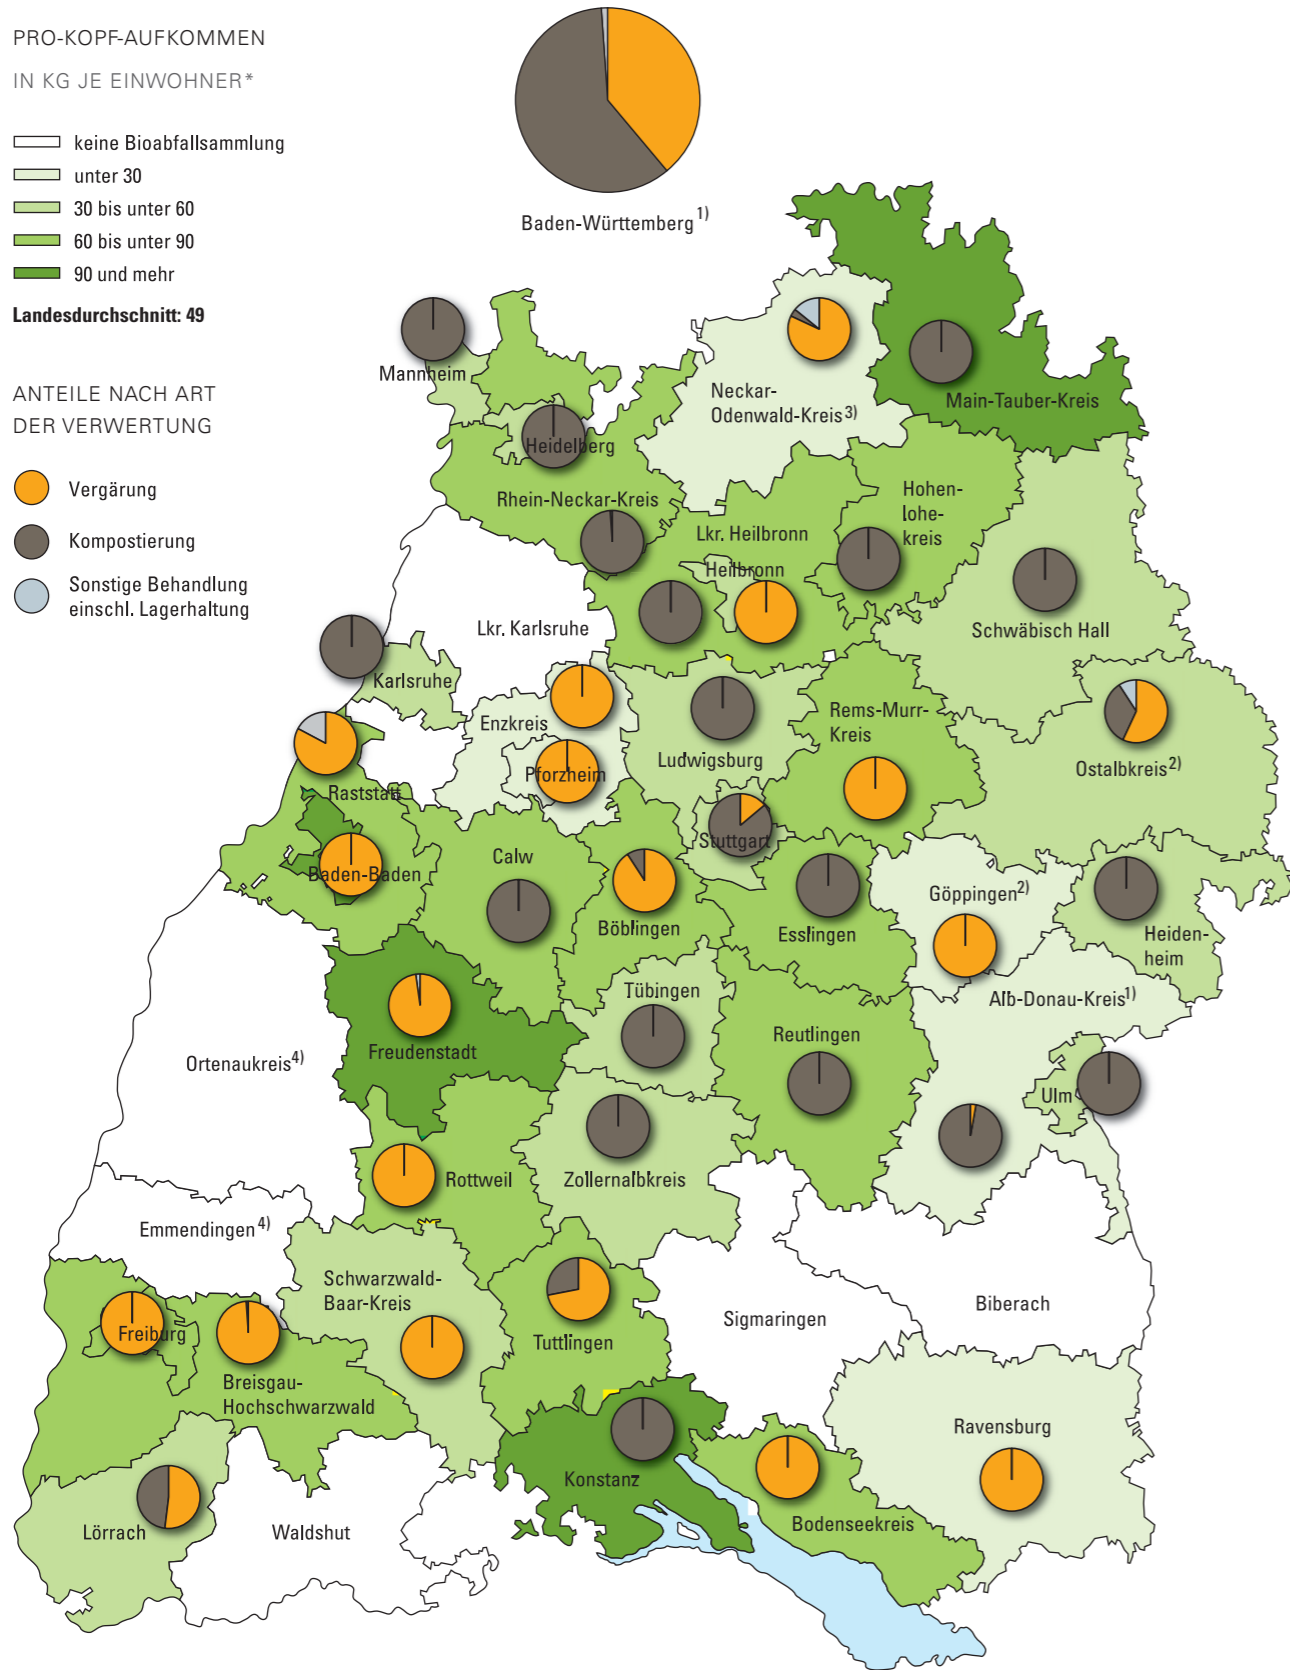 PRO-KOPF-AUFKOMMEN
IN KG JE EINWOHNER*
keine Bioabfallsammlung
unter 30
30 bis unter 60
60 bis unter 90
90 und mehr
Landesdurchschnitt: 49
ANTEILE NACH ART
DER VERWERTUNG
Vergärung
Kompostierung
Sonstige Behandlung
einschl. Lagerhaltung
Baden-Württemberg 1)
Mannheim
Neckar-
Odenwald-Kreis 3)
Main-Tauber-Kreis
Heidelberg
Rhein-Neckar-Kreis
Hohen-
lohe-
kreis
Lkr. Heilbronn
Heilbronn
Lkr. Karlsruhe
Schwäbisch Hall
Karlsruhe
Enzkreis
Rems-Murr-
Kreis
Ludwigsburg
Ostalbkreis 2)
Pforzheim
Raststatt
Stuttgart
Calw
Baden-Baden
Göppingen 2)
Böblingen
Esslingen
Heiden-
heim
Tübingen
Alb-Donau-Kreis 1)
Reutlingen
Freudenstadt
Ortenaukreis 4)
Ulm
Rottweil
Zollernalbkreis
Emmendingen 4)
Schwarzwald-
Baar-Kreis
Biberach
Sigmaringen
Freiburg
Tuttlingen
Breisgau-
Hochschwarzwald
Ravensburg
Konstanz
Bodenseekreis
Lörrach
Waldshut